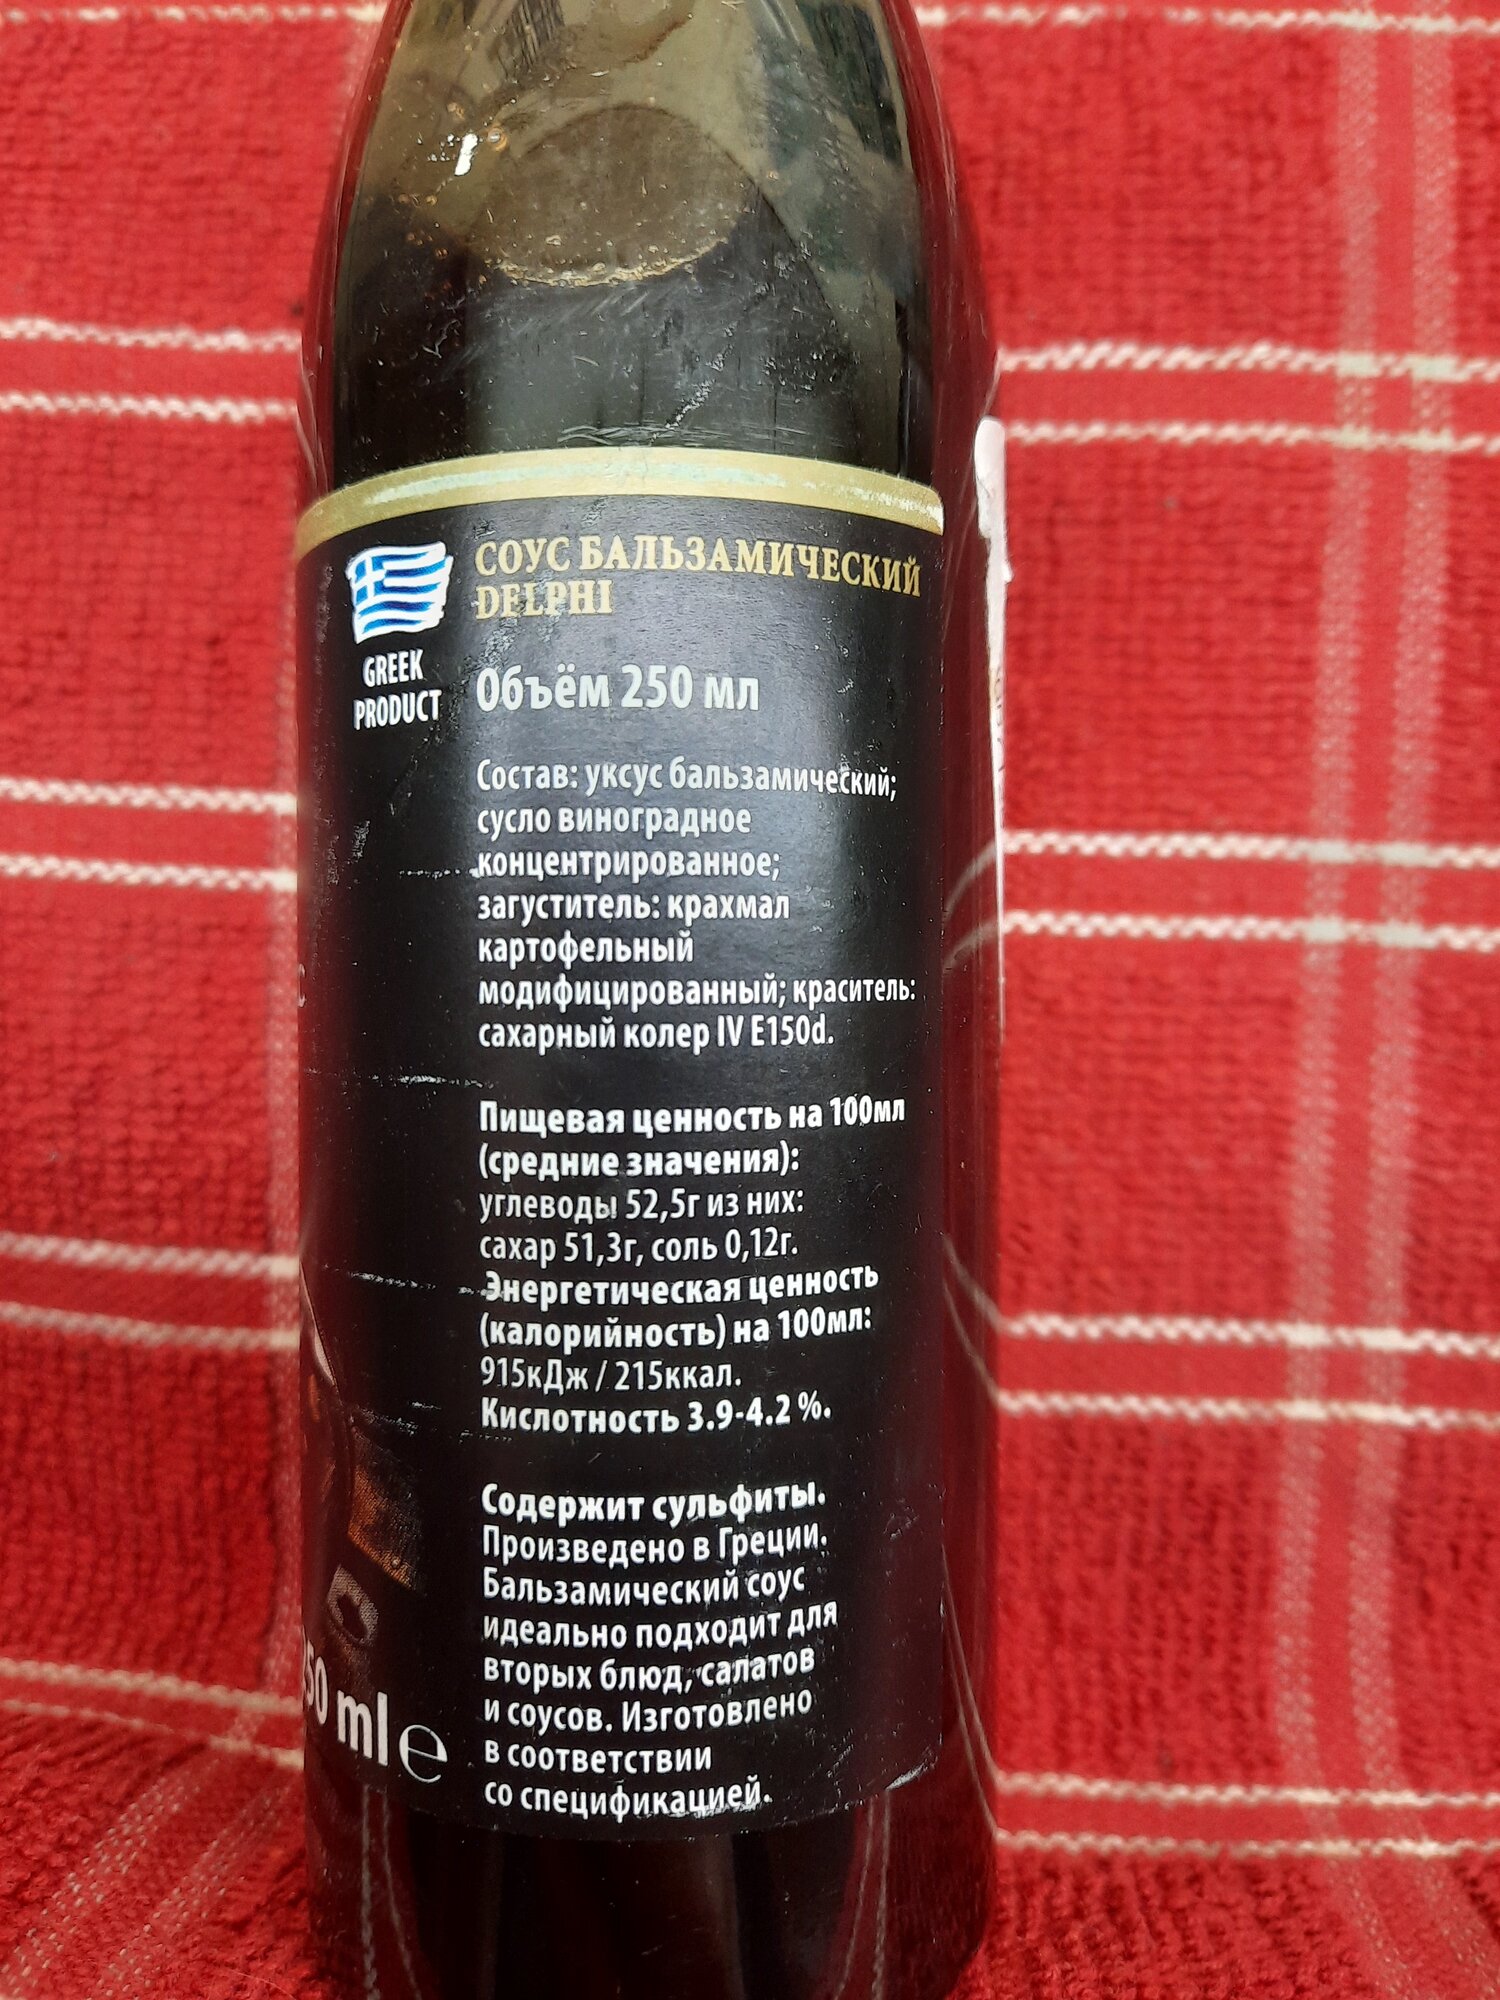 СОУС БАЛЬЗАМИЧЕСКИЙ
DELPHI
GREEK
PRODUCT
Объём 250 мл
Состав: уксус бальзамический;
сусло виноградное
концентрированное;
загуститель: крахмал
картофельный
модифицированный; краситель:
сахарный колер IV E150d.
Пищевая ценность на 100мл
(средние значения):
углеводы 52,5г из них:
сахар 51,3г, соль 0,12г.
Энергетическая ценность
(калорийность) на 100мл:
915кДж / 215ккал.
Кислотность 3.9-4.2 %.
Содержит сульфиты.
Произведено в Греции.
Бальзамический соус
идеально подходит для
вторых блюд, салатов
и соусов. Изготовлено
в соответствии
со спецификацией.
50 ml e